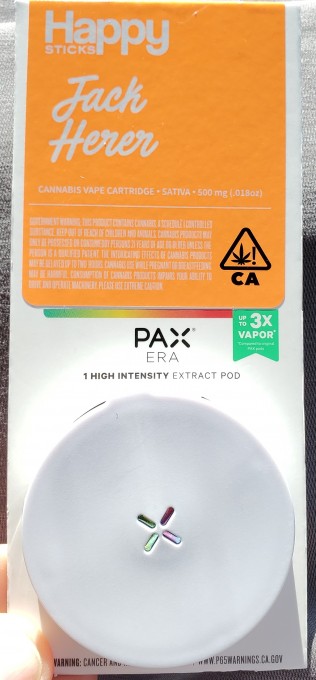 Happy
STICKS
Jack
Herer
CANNABIS VAPE CARTRIDGE • SATIVA • 500 mg (.018oz)
GOVERNMENT WARNING: THIS PRODUCT CONTAINS CANNABIS, A SCHEDULE I CONTROLLED
SUBSTANCE. KEEP OUT OF REACH OF CHILDREN AND ANIMALS. CANNABIS PRODUCTS MAY
ONLY BE POSSESSED OR CONSUMED BY PERSONS 21 YEARS OF AGE OR OLDER UNLESS THE
PERSON IS A QUALIFIED PATIENT. THE INTOXICATING EFFECTS OF CANNABIS PRODUCTS
MAY BE DELAYED UP TO TWO HOURS. CANNABIS USE WHILE PREGNANT OR BREASTFEEDING
MAY BE HARMFUL. CONSUMPTION OF CANNABIS PRODUCTS IMPAIRS YOUR ABILITY TO
DRIVE AND OPERATE MACHINERY. PLEASE USE EXTREME CAUTION.
!
CA
PAX®
ERA
UP TO 3X
VAPOR*
1 HIGH INTENSITY EXTRACT POD
WARNING: CANCER AND
WWW.P65WARNINGS.CA.GOV